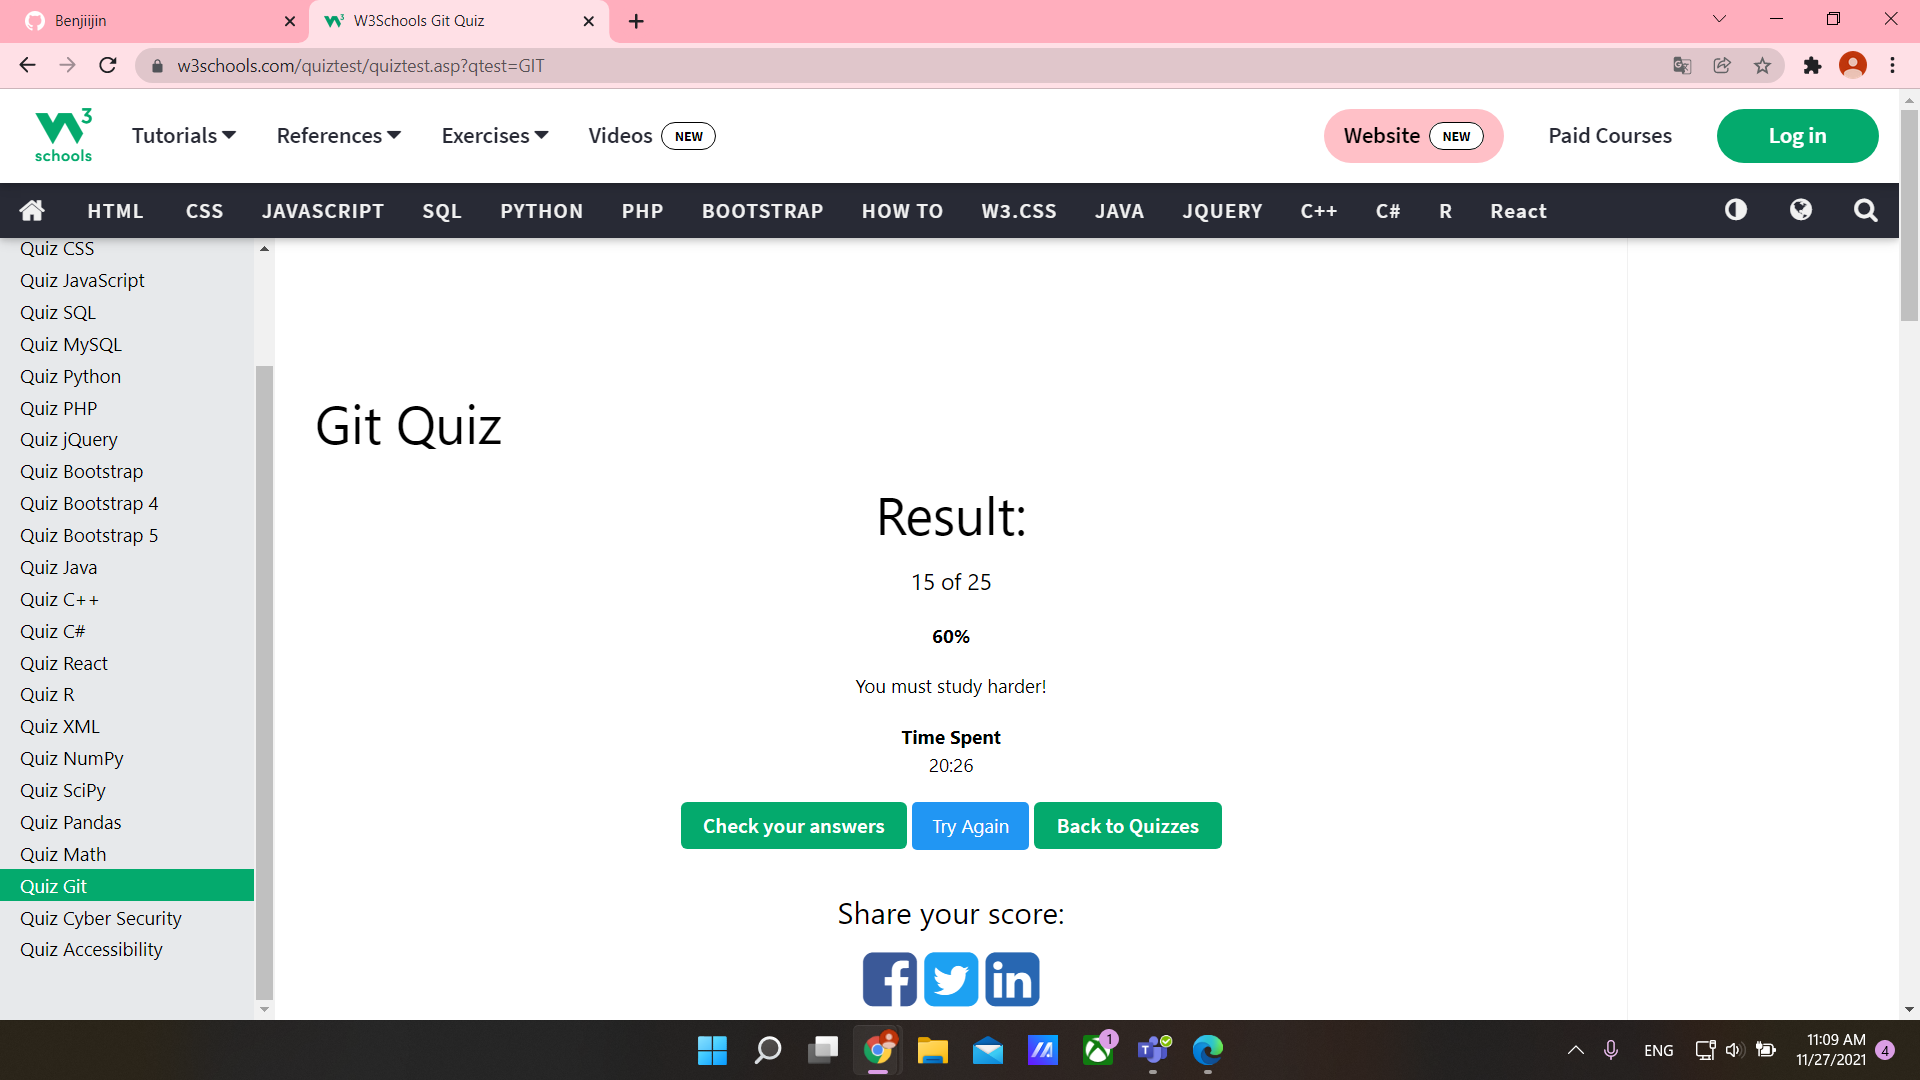 Benjiijin
W3Schools Git Quiz
w3schools.com/quiztest/quiztest.asp?qtest=GIT
3
schools
Tutorials
References
Exercises
Videos NEW
Website NEW
Paid Courses
Log in
HTML CSS JAVASCRIPT SQL PYTHON PHP BOOTSTRAP HOW TO W3.CSS JAVA JQUERY C++ C# R React
Quiz CSS
Quiz JavaScript
Quiz SQL
Quiz MySQL
Quiz Python
Quiz PHP
Quiz jQuery
Quiz Bootstrap
Quiz Bootstrap 4
Quiz Bootstrap 5
Quiz Java
Quiz C++
Quiz C#
Quiz React
Quiz R
Quiz XML
Quiz NumPy
Quiz SciPy
Quiz Pandas
Quiz Math
Quiz Git
Quiz Cyber Security
Quiz Accessibility
Git Quiz
Result:
15 of 25
60%
You must study harder!
Time Spent
20:26
Check your answers
Try Again
Back to Quizzes
Share your score:
1
ENG
11:09 AM
11/27/2021
4